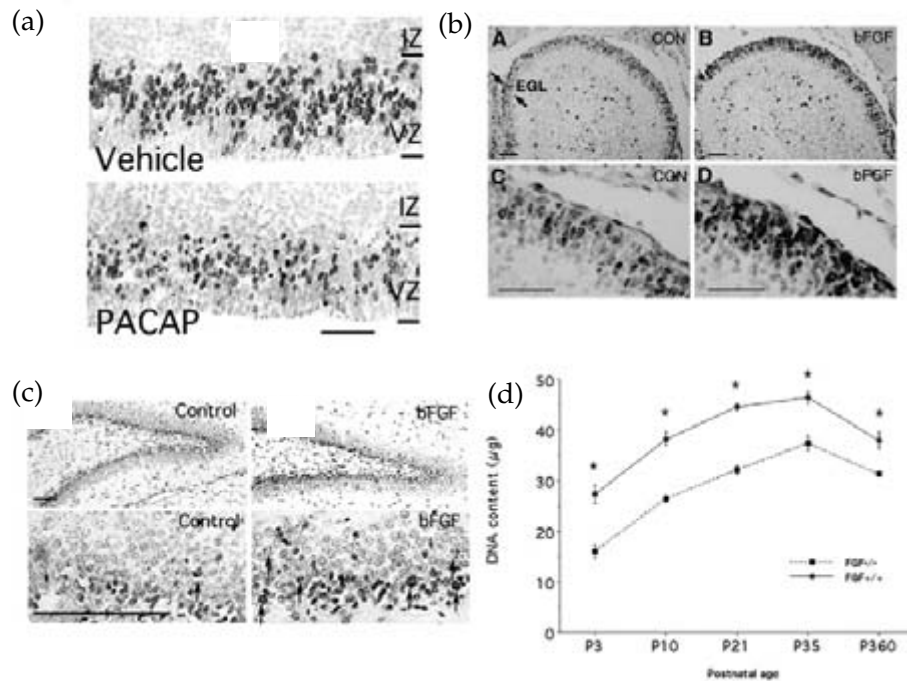 (a)
IZ
VZ
Vehicle
IZ
VZ
PACAP
(b)
A
CON
EGL
B
bFGF
C
CON
D
bFGF
(c)
Control
bFGF
Control
bFGF
(d)
50
40
30
20
10
0
DNA content (µg)
* * * * *
FGF-/-
FGF+/+
P3 P10 P21 P35 P360
Postnatal age